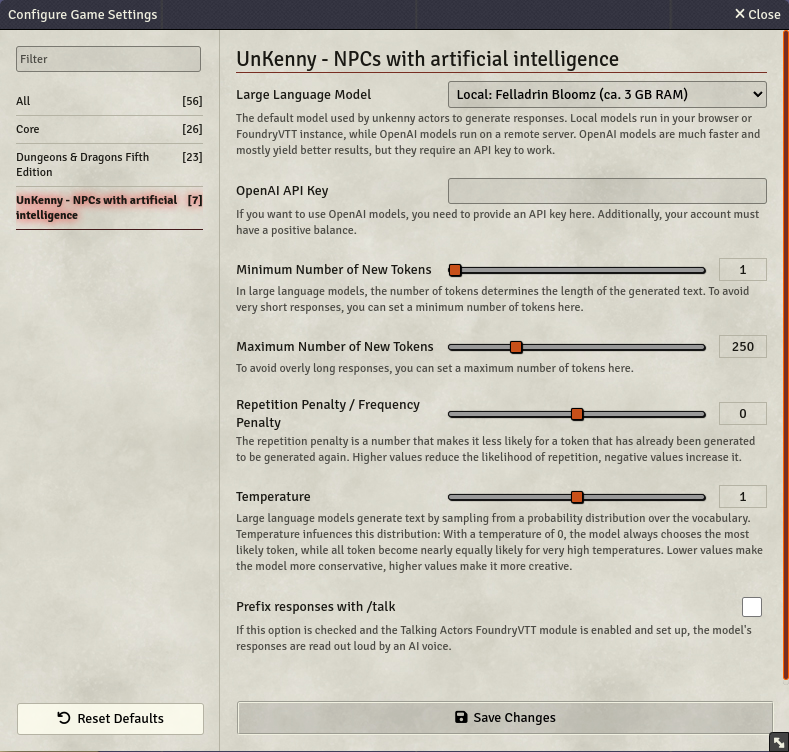 Configure Game Settings
× Close
Filter
All [56]
Core [26]
Dungeons & Dragons Fifth [23]
Edition
UnKenny - NPCs with artificial [7]
intelligence
Reset Defaults
UnKenny - NPCs with artificial intelligence
Large Language Model Local: Felladrin Bloomz (ca. 3 GB RAM)
The default model used by unkenny actors to generate responses. Local models run in your browser or
FoundryVTT instance, while OpenAI models run on a remote server. OpenAI models are much faster and
mostly yield better results, but they require an API key to work.
OpenAI API Key
If you want to use OpenAI models, you need to provide an API key here. Additionally, your account must
have a positive balance.
Minimum Number of New Tokens 1
In large language models, the number of tokens determines the length of the generated text. To avoid
very short responses, you can set a minimum number of tokens here.
Maximum Number of New Tokens 250
To avoid overly long responses, you can set a maximum number of tokens here.
Repetition Penalty / Frequency 0
Penalty
The repetition penalty is a number that makes it less likely for a token that has already been generated
to be generated again. Higher values reduce the likelihood of repetition, negative values increase it.
Temperature 1
Large language models generate text by sampling from a probability distribution over the vocabulary.
Temperature infuences this distribution: With a temperature of 0, the model always chooses the most
likely token, while all token become nearly equally likely for very high temperatures. Lower values make
the model more conservative, higher values make it more creative.
Prefix responses with /talk
If this option is checked and the Talking Actors FoundryVTT module is enabled and set up, the model's
responses are read out loud by an AI voice.
Save Changes